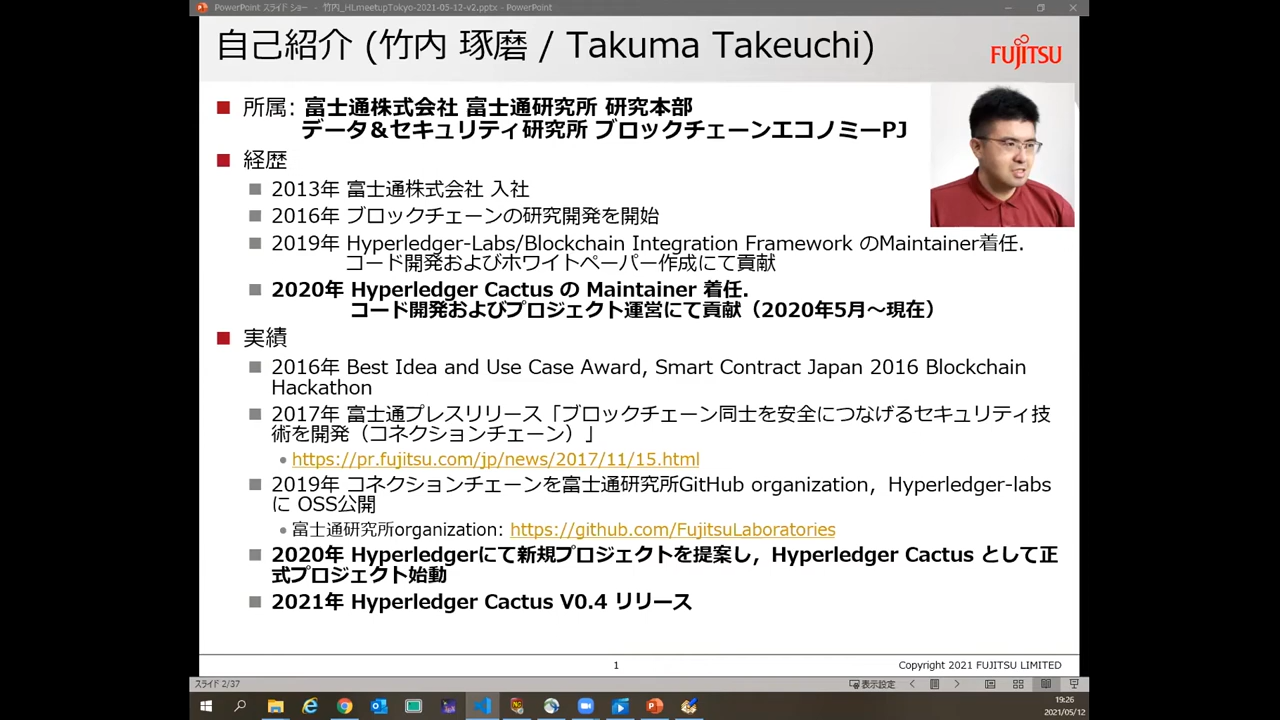 PowerPoint スライド ショー - 竹内_HLmeetupTokyo-2021-05-12-v2.pptx - PowerPoint
自己紹介 (竹内 琢磨 / Takuma Takeuchi)
FUJITSU
所属: 富士通株式会社 富士通研究所 研究本部
データ＆セキュリティ研究所 ブロックチェーンエコノミーPJ
経歴
2013年 富士通株式会社 入社
2016年 ブロックチェーンの研究開発を開始
2019年 Hyperledger-Labs/Blockchain Integration Framework のMaintainer着任.
コード開発およびホワイトペーパー作成にて貢献
2020年 Hyperledger Cactus の Maintainer 着任.
コード開発およびプロジェクト運営にて貢献（2020年5月～現在）
実績
2016年 Best Idea and Use Case Award, Smart Contract Japan 2016 Blockchain
Hackathon
2017年 富士通プレスリリース「ブロックチェーン同士を安全につなげるセキュリティ技
術を開発（コネクションチェーン）」
https://pr.fujitsu.com/jp/news/2017/11/15.html
2019年 コネクションチェーンを富士通研究所GitHub organization，Hyperledger-labs
に OSS公開
富士通研究所organization: https://github.com/FujitsuLaboratories
2020年 Hyperledgerにて新規プロジェクトを提案し，Hyperledger Cactus として正
式プロジェクト始動
2021年 Hyperledger Cactus V0.4 リリース
1
Copyright 2021 FUJITSU LIMITED
スライド 2/37
表示設定
19:26
2021/05/12